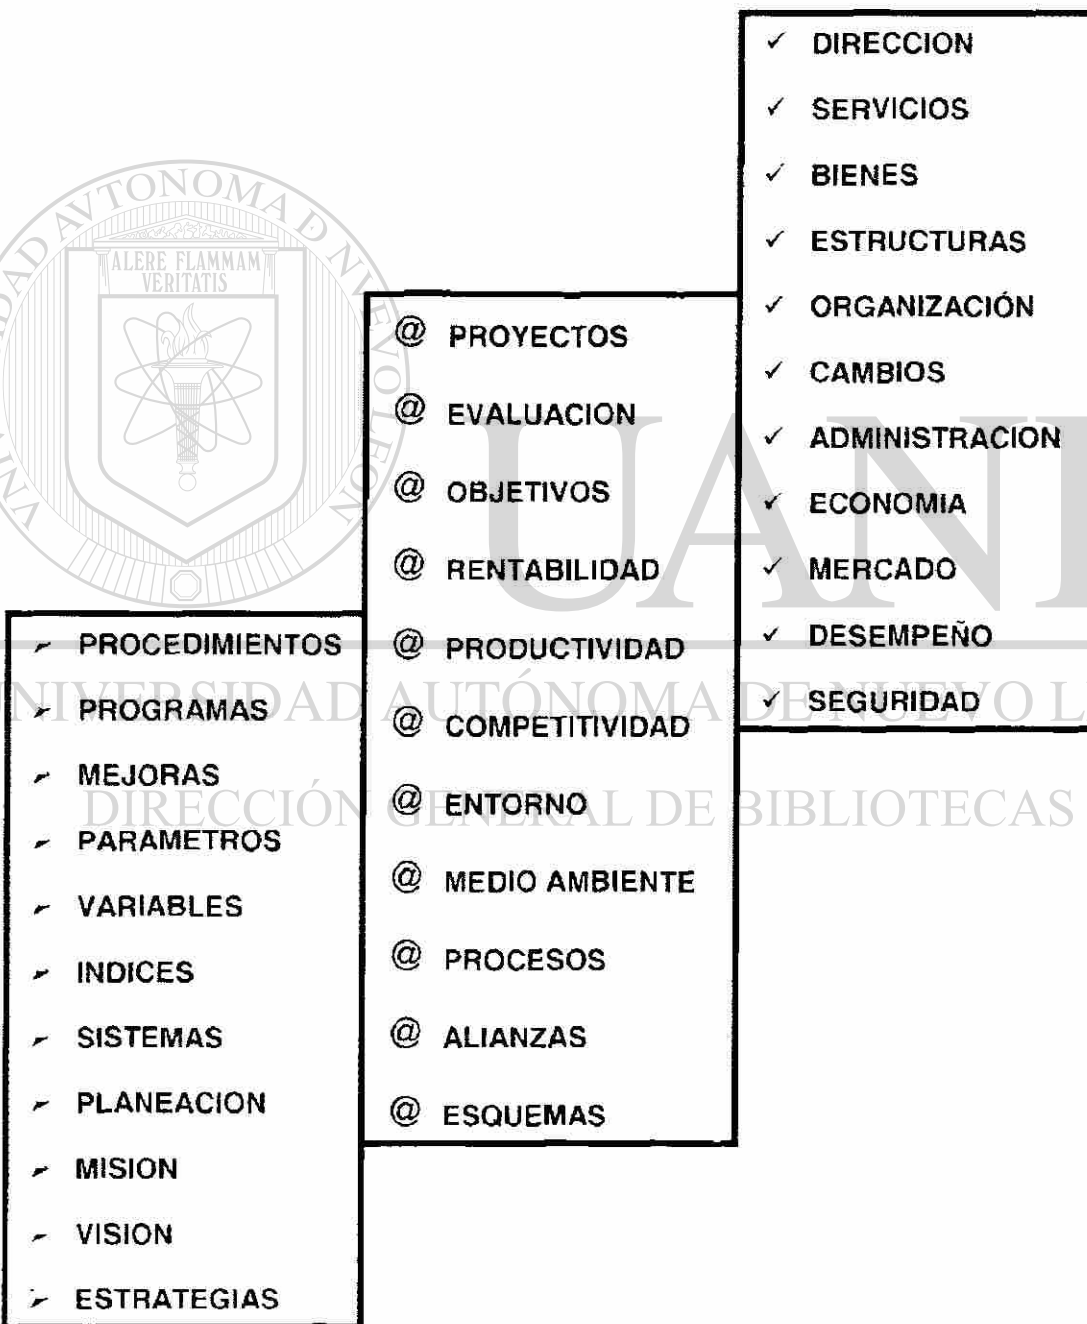 ➢ PROCEDIMIENTOS
➢ PROGRAMAS
➢ MEJORAS
➢ PARAMETROS
➢ VARIABLES
➢ INDICES
➢ SISTEMAS
➢ PLANEACION
➢ MISION
➢ VISION
➢ ESTRATEGIAS
@ PROYECTOS
@ EVALUACION
@ OBJETIVOS
@ RENTABILIDAD
@ PRODUCTIVIDAD
@ COMPETITIVIDAD
@ ENTORNO
@ MEDIO AMBIENTE
@ PROCESOS
@ ALIANZAS
@ ESQUEMAS
✓ DIRECCION
✓ SERVICIOS
✓ BIENES
✓ ESTRUCTURAS
✓ ORGANIZACIÓN
✓ CAMBIOS
✓ ADMINISTRACION
✓ ECONOMIA
✓ MERCADO
✓ DESEMPEÑO
✓ SEGURIDAD
ALERE FLAMMAM
VERITATIS
UANL
AUTÓNOMA DE NUEVO
DIRECCIÓN GENERAL DE BIBLIOTECAS